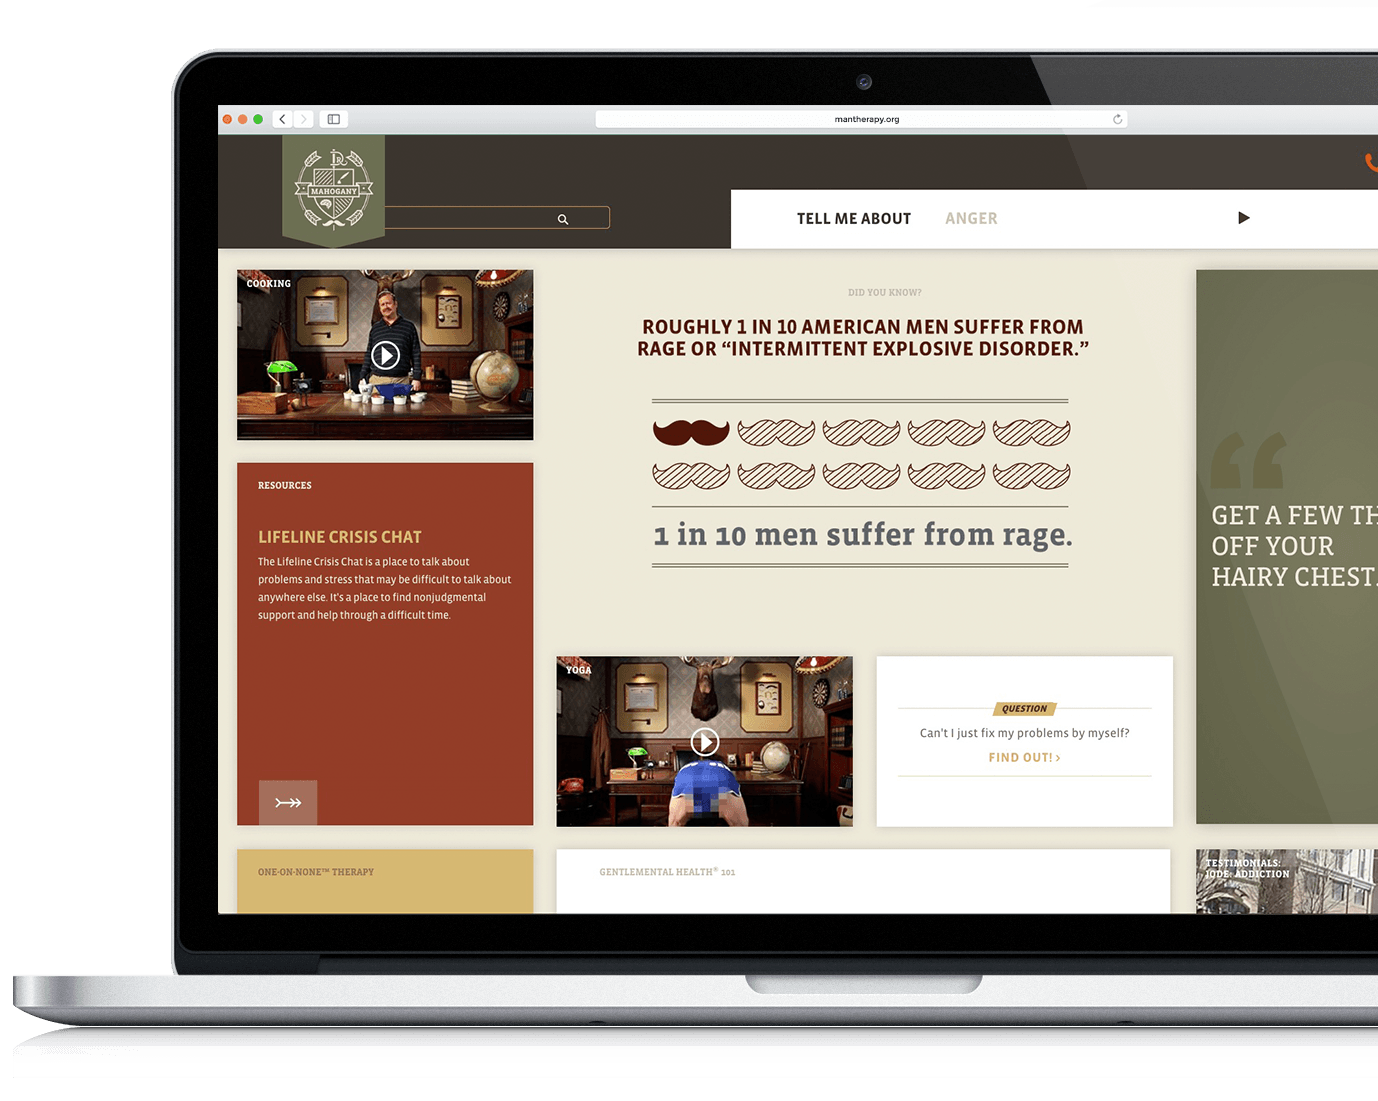 mantherapy.org
DR
MAHOGANY
TELL ME ABOUT ANGER
COOKING
DID YOU KNOW?
ROUGHLY 1 IN 10 AMERICAN MEN SUFFER FROM
RAGE OR “INTERMITTENT EXPLOSIVE DISORDER.”
1 in 10 men suffer from rage.
RESOURCES
LIFELINE CRISIS CHAT
The Lifeline Crisis Chat is a place to talk about
problems and stress that may be difficult to talk about
anywhere else. It's a place to find nonjudgmental
support and help through a difficult time.
“
GET A FEW TH
OFF YOUR
HAIRY CHEST.
YOGA
QUESTION
Can't I just fix my problems by myself?
FIND OUT! >
ONE-ON-NONE™ THERAPY
GENTLEMENTAL HEALTH® 101
TESTIMONIALS:
JODE: ADDICTION